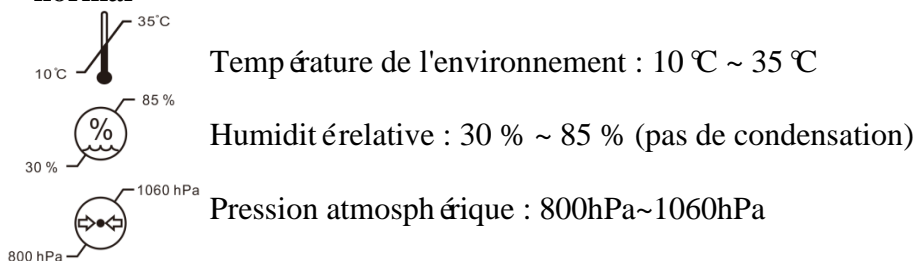 normal
35°C
10°C
Température de l'environnement : 10 ℃ ~ 35 ℃
85 %
%
30 %
Humidité relative : 30 % ~ 85 % (pas de condensation)
1060 hPa
800 hPa
Pression atmosphérique : 800hPa~1060hPa